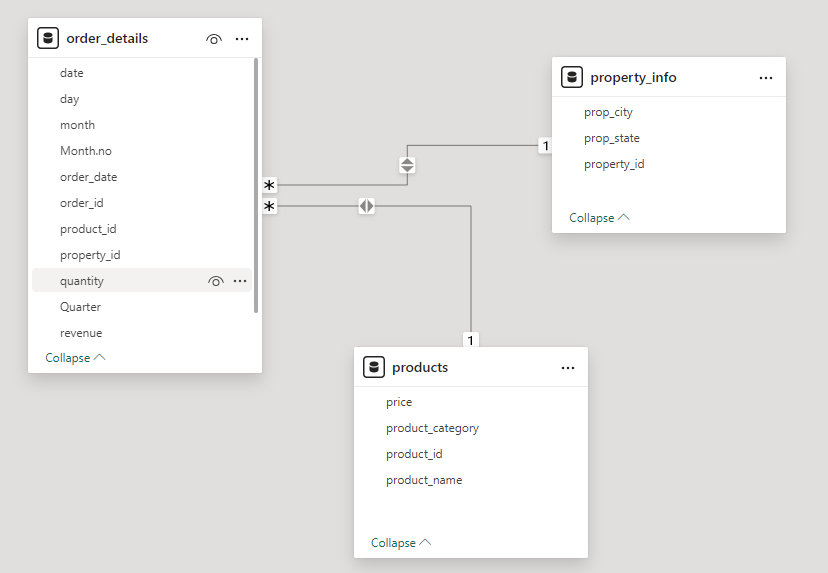 order_details
date
day
month
Month.no
order_date
order_id
product_id
property_id
quantity
Quarter
revenue
Collapse
*
*
1
property_info
prop_city
prop_state
property_id
Collapse
1
products
price
product_category
product_id
product_name
Collapse